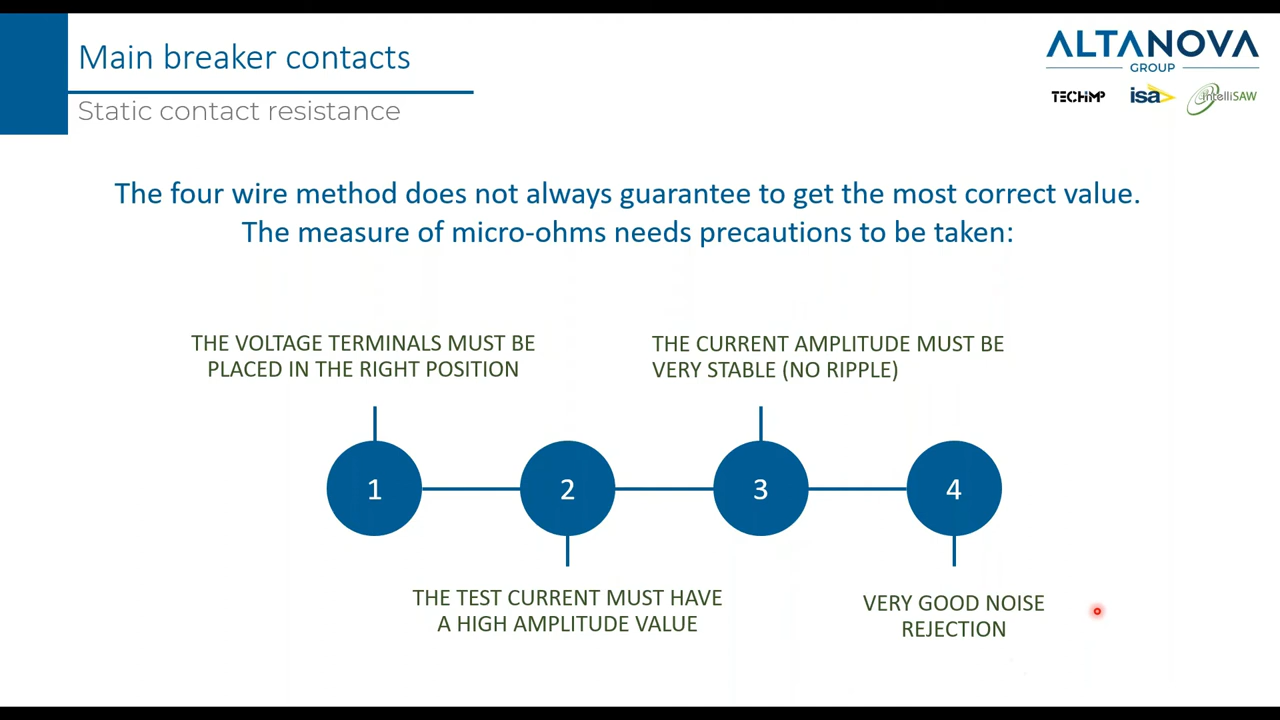 Main breaker contacts
Static contact resistance
ALTANOVA
GROUP
TECHIMP
isa
intelliSAW
The four wire method does not always guarantee to get the most correct value.
The measure of micro-ohms needs precautions to be taken:
THE VOLTAGE TERMINALS MUST BE
PLACED IN THE RIGHT POSITION
THE CURRENT AMPLITUDE MUST BE
VERY STABLE (NO RIPPLE)
1
2
3
4
THE TEST CURRENT MUST HAVE
A HIGH AMPLITUDE VALUE
VERY GOOD NOISE
REJECTION